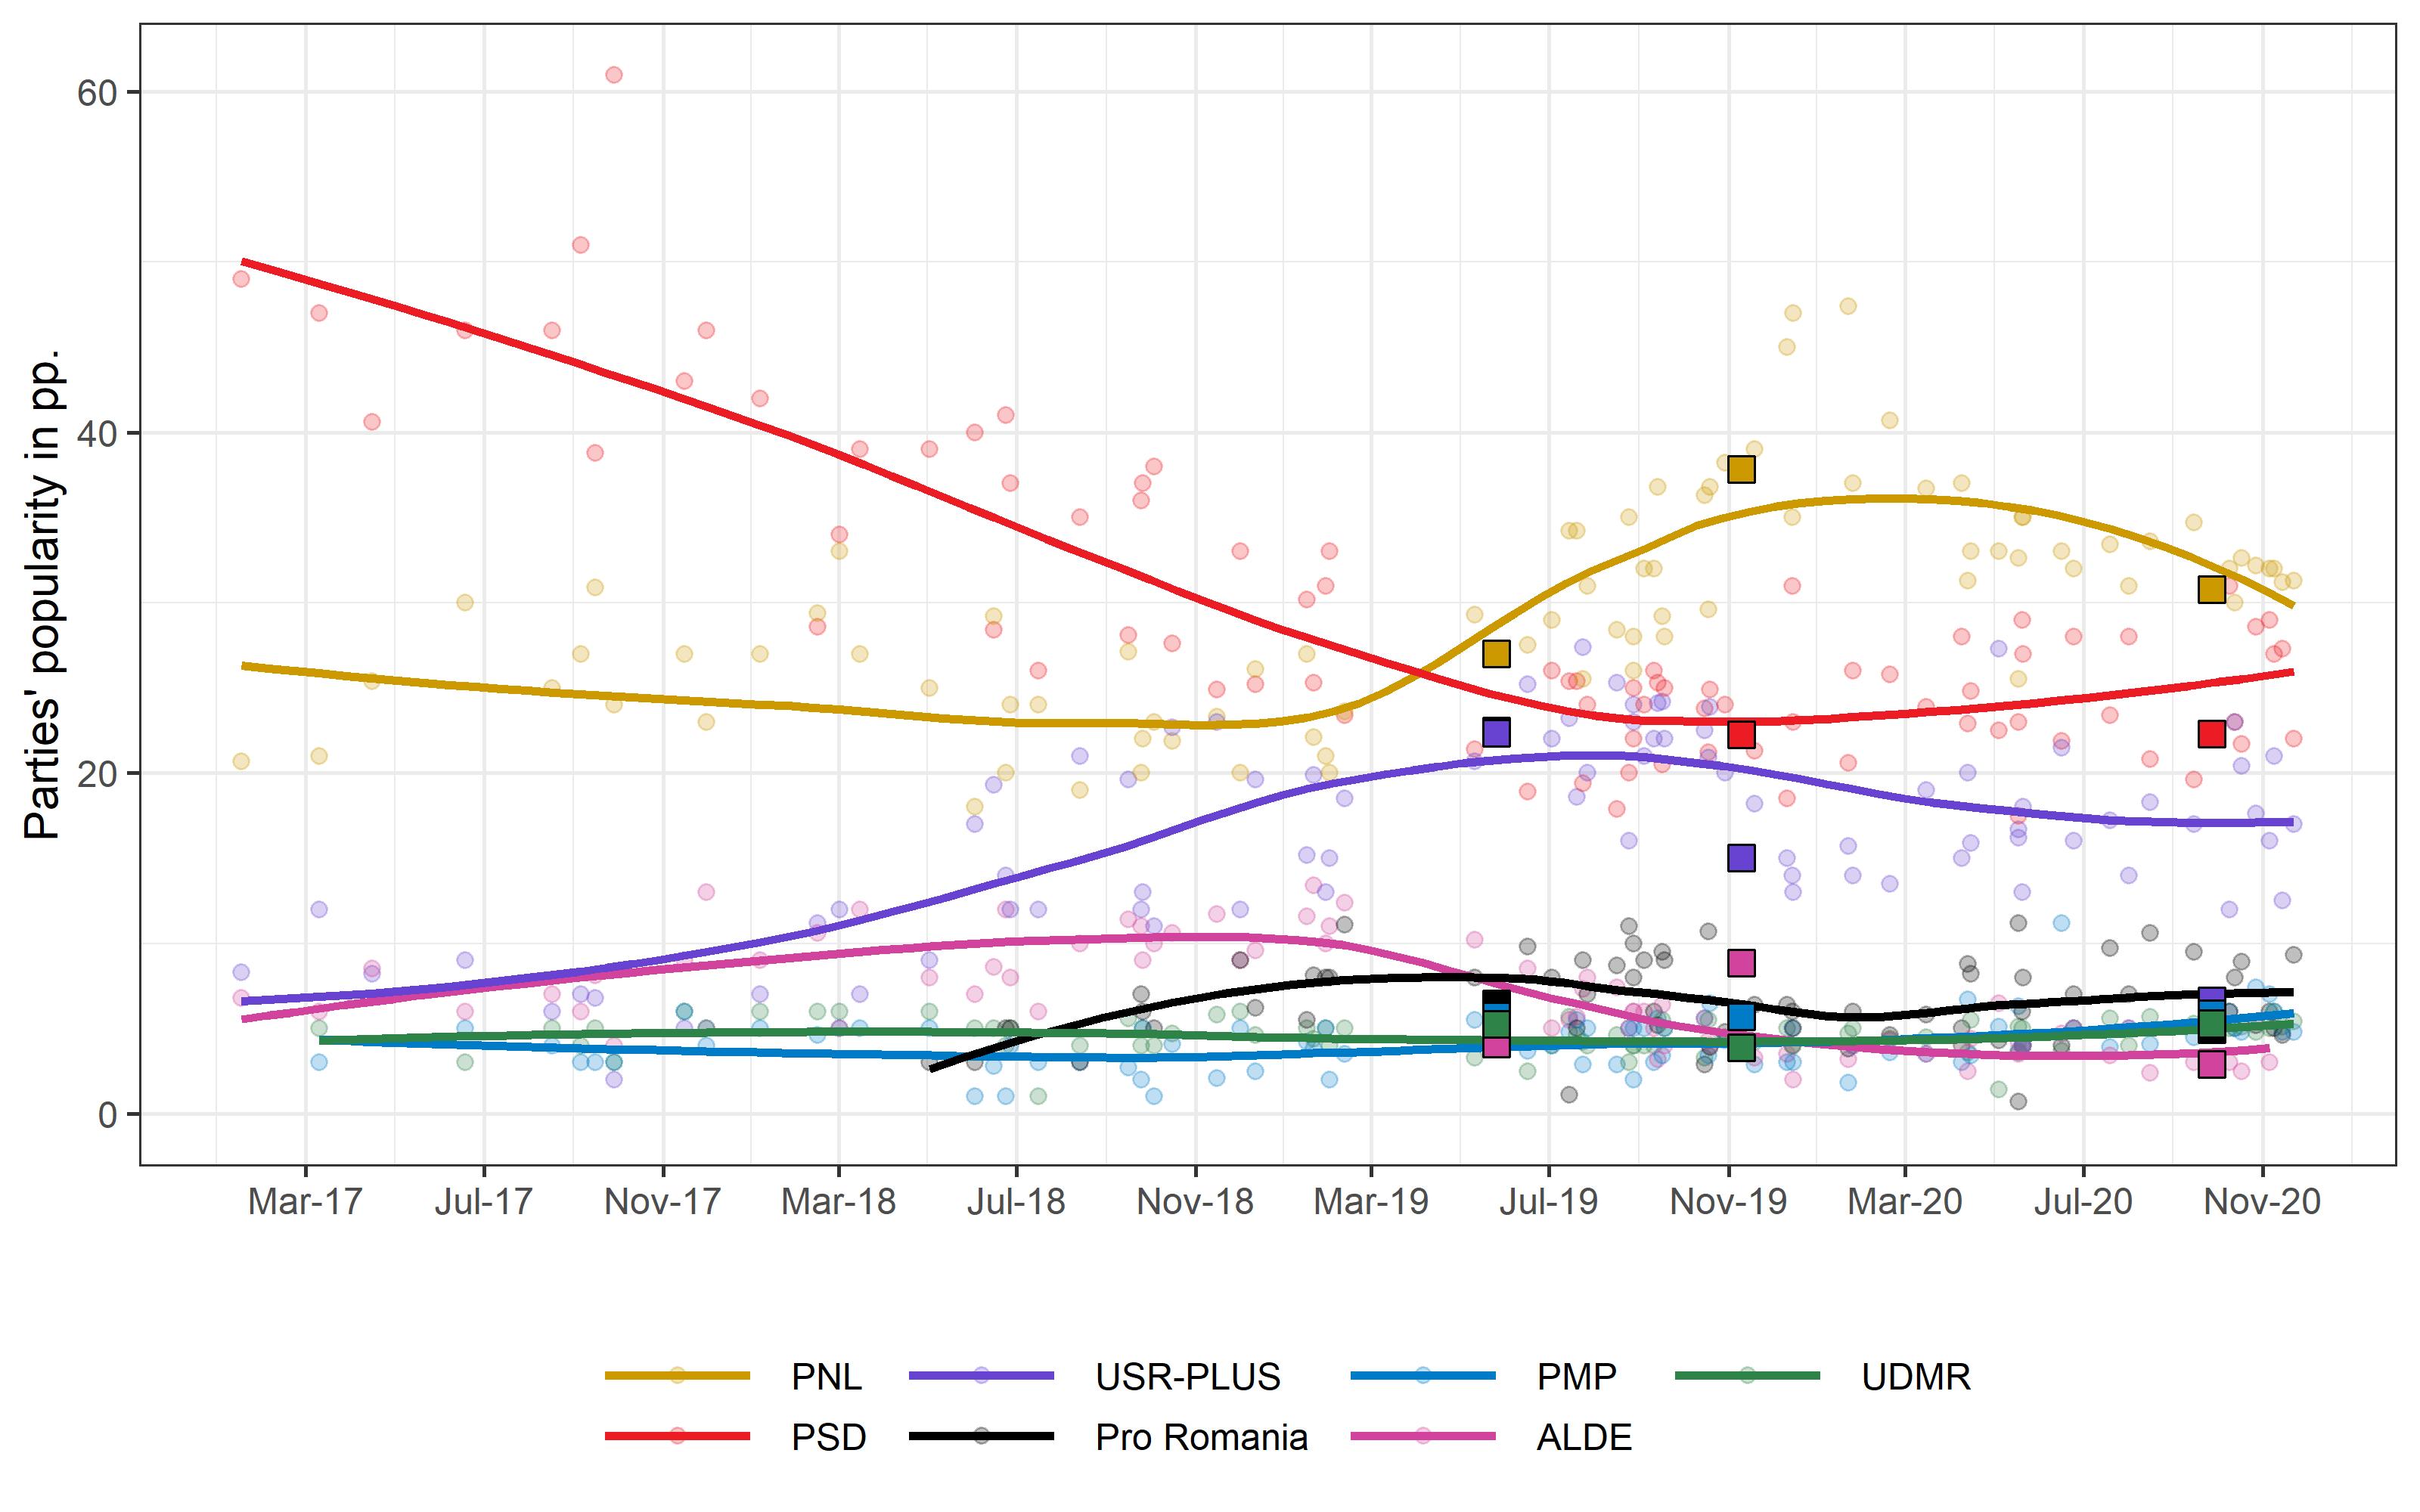 Parties' popularity in pp.
60
40
20
0
Mar-17 Jul-17 Nov-17 Mar-18 Jul-18 Nov-18 Mar-19 Jul-19 Nov-19 Mar-20 Jul-20 Nov-20
PNL USR-PLUS PMP UDMR
PSD Pro Romania ALDE